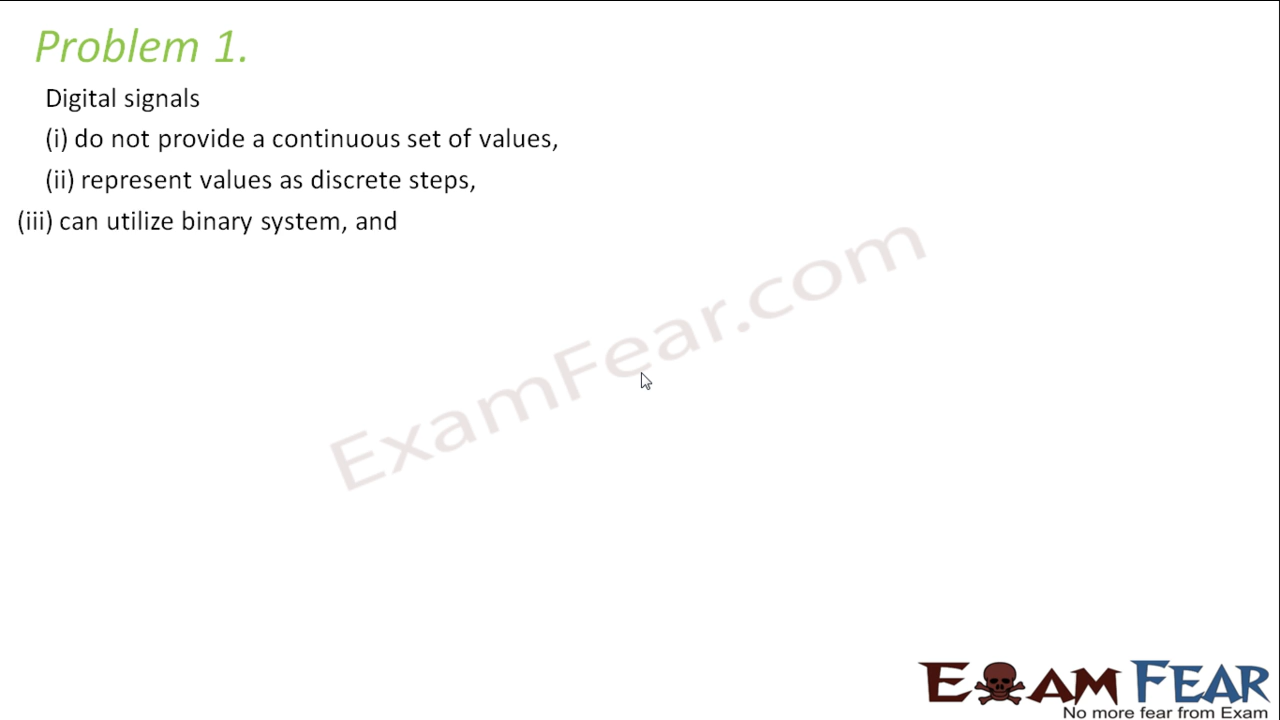 Problem 1.
Digital signals
(i) do not provide a continuous set of values,
(ii) represent values as discrete steps,
(iii) can utilize binary system, and
ExamFear.com
EXAM FEAR
No more fear from Exam